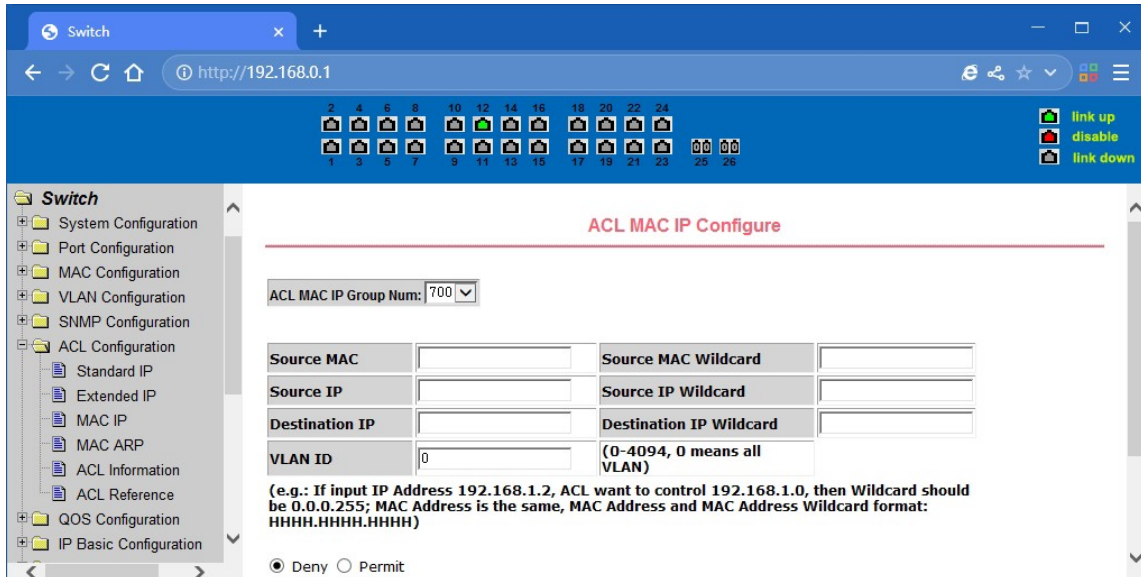 Switch
http://192.168.0.1
2 4 6 8 10 12 14 16 18 20 22 24
1 3 5 7 9 11 13 15 17 19 21 23 25 26
link up
disable
link down
Switch
System Configuration
Port Configuration
MAC Configuration
VLAN Configuration
SNMP Configuration
ACL Configuration
Standard IP
Extended IP
MAC IP
MAC ARP
ACL Information
ACL Reference
QOS Configuration
IP Basic Configuration
ACL MAC IP Configure
ACL MAC IP Group Num: 700
Source MAC Source MAC Wildcard
Source IP Source IP Wildcard
Destination IP Destination IP Wildcard
VLAN ID 0 (0-4094, 0 means all
VLAN)
(e.g.: If input IP Address 192.168.1.2, ACL want to control 192.168.1.0, then Wildcard should
be 0.0.0.255; MAC Address is the same, MAC Address and MAC Address Wildcard format:
HHHH.HHHH.HHHH)
Deny Permit